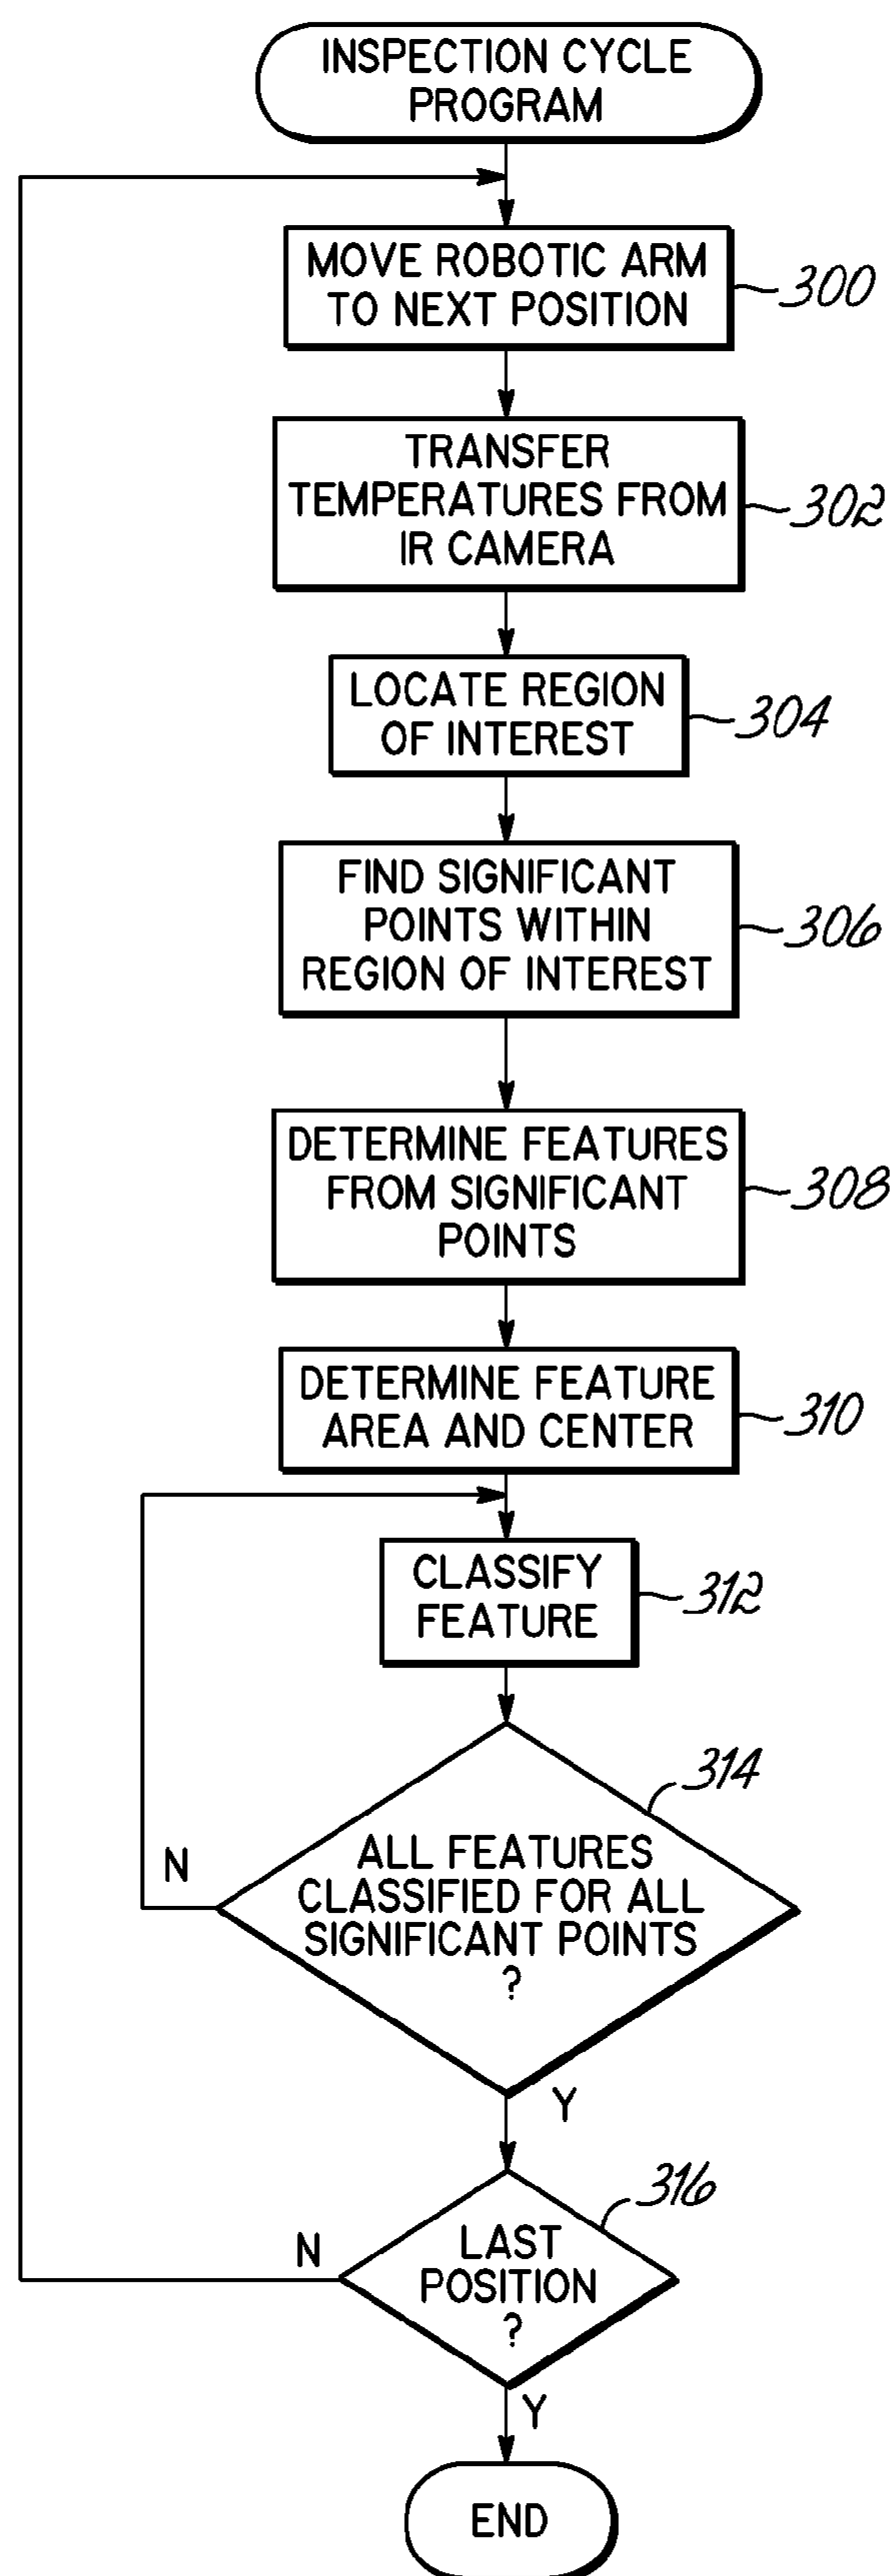 INSPECTION CYCLE
PROGRAM
MOVE ROBOTIC ARM
TO NEXT POSITION
300
TRANSFER
TEMPERATURES FROM
IR CAMERA
302
LOCATE REGION
OF INTEREST
304
FIND SIGNIFICANT
POINTS WITHIN
REGION OF INTEREST
306
DETERMINE FEATURES
FROM SIGNIFICANT
POINTS
308
DETERMINE FEATURE
AREA AND CENTER
310
CLASSIFY
FEATURE
312
314
ALL FEATURES
CLASSIFIED FOR ALL
SIGNIFICANT POINTS
?
N
Y
316
LAST
POSITION
?
N
Y
END